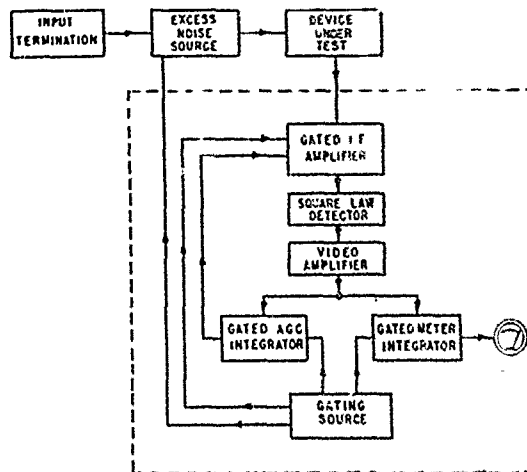 INPUT
TERMINATION
EXCESS
NOISE
SOURCE
DEVICE
UNDER
TEST
GATED I F
AMPLIFIER
SQUARE LAW
DETECTOR
VIDEO
AMPLIFIER
GATED AGC
INTEGRATOR
GATED METER
INTEGRATOR
GATING
SOURCE